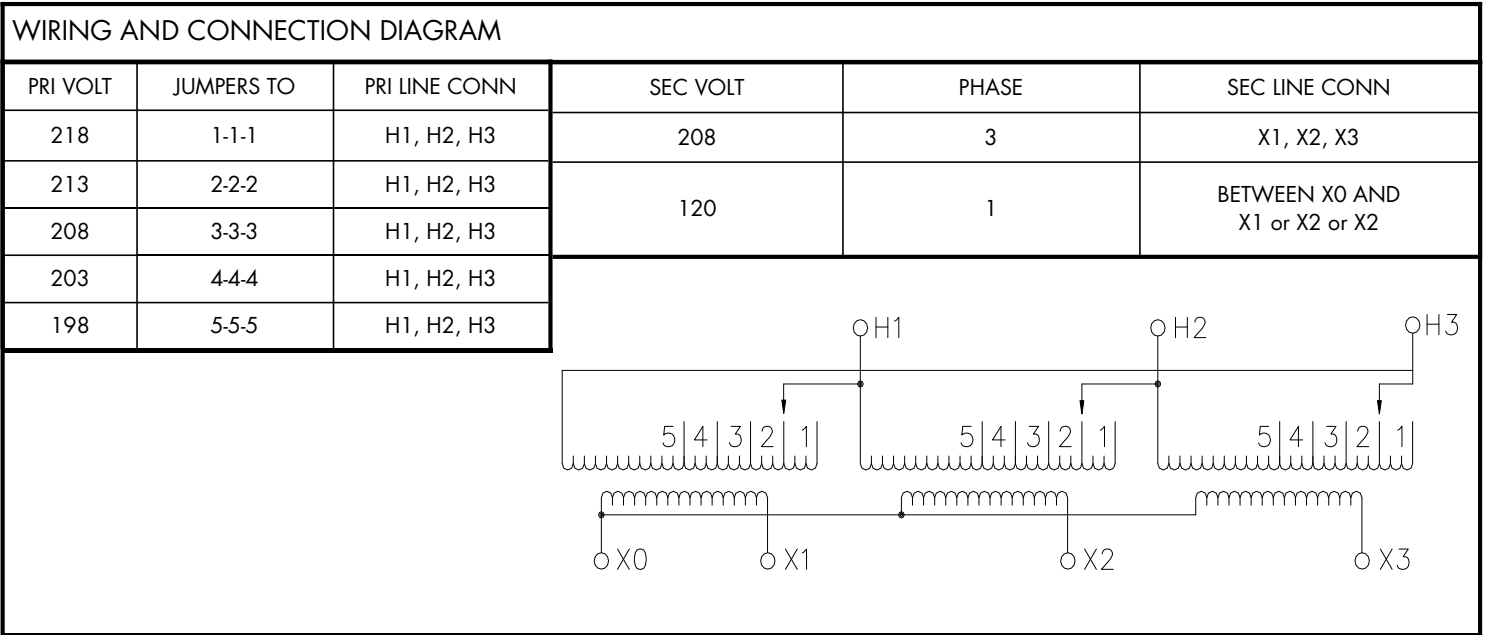 WIRING AND CONNECTION DIAGRAM
PRI VOLT JUMPERS TO PRI LINE CONN SEC VOLT PHASE SEC LINE CONN
218 1-1-1 H1, H2, H3 208 3 X1, X2, X3
213 2-2-2 H1, H2, H3 120 1 BETWEEN X0 AND
X1 or X2 or X2
208 3-3-3 H1, H2, H3
203 4-4-4 H1, H2, H3
198 5-5-5 H1, H2, H3
H1 H2 H3
5 4 3 2 1 5 4 3 2 1 5 4 3 2 1
X0 X1 X2 X3